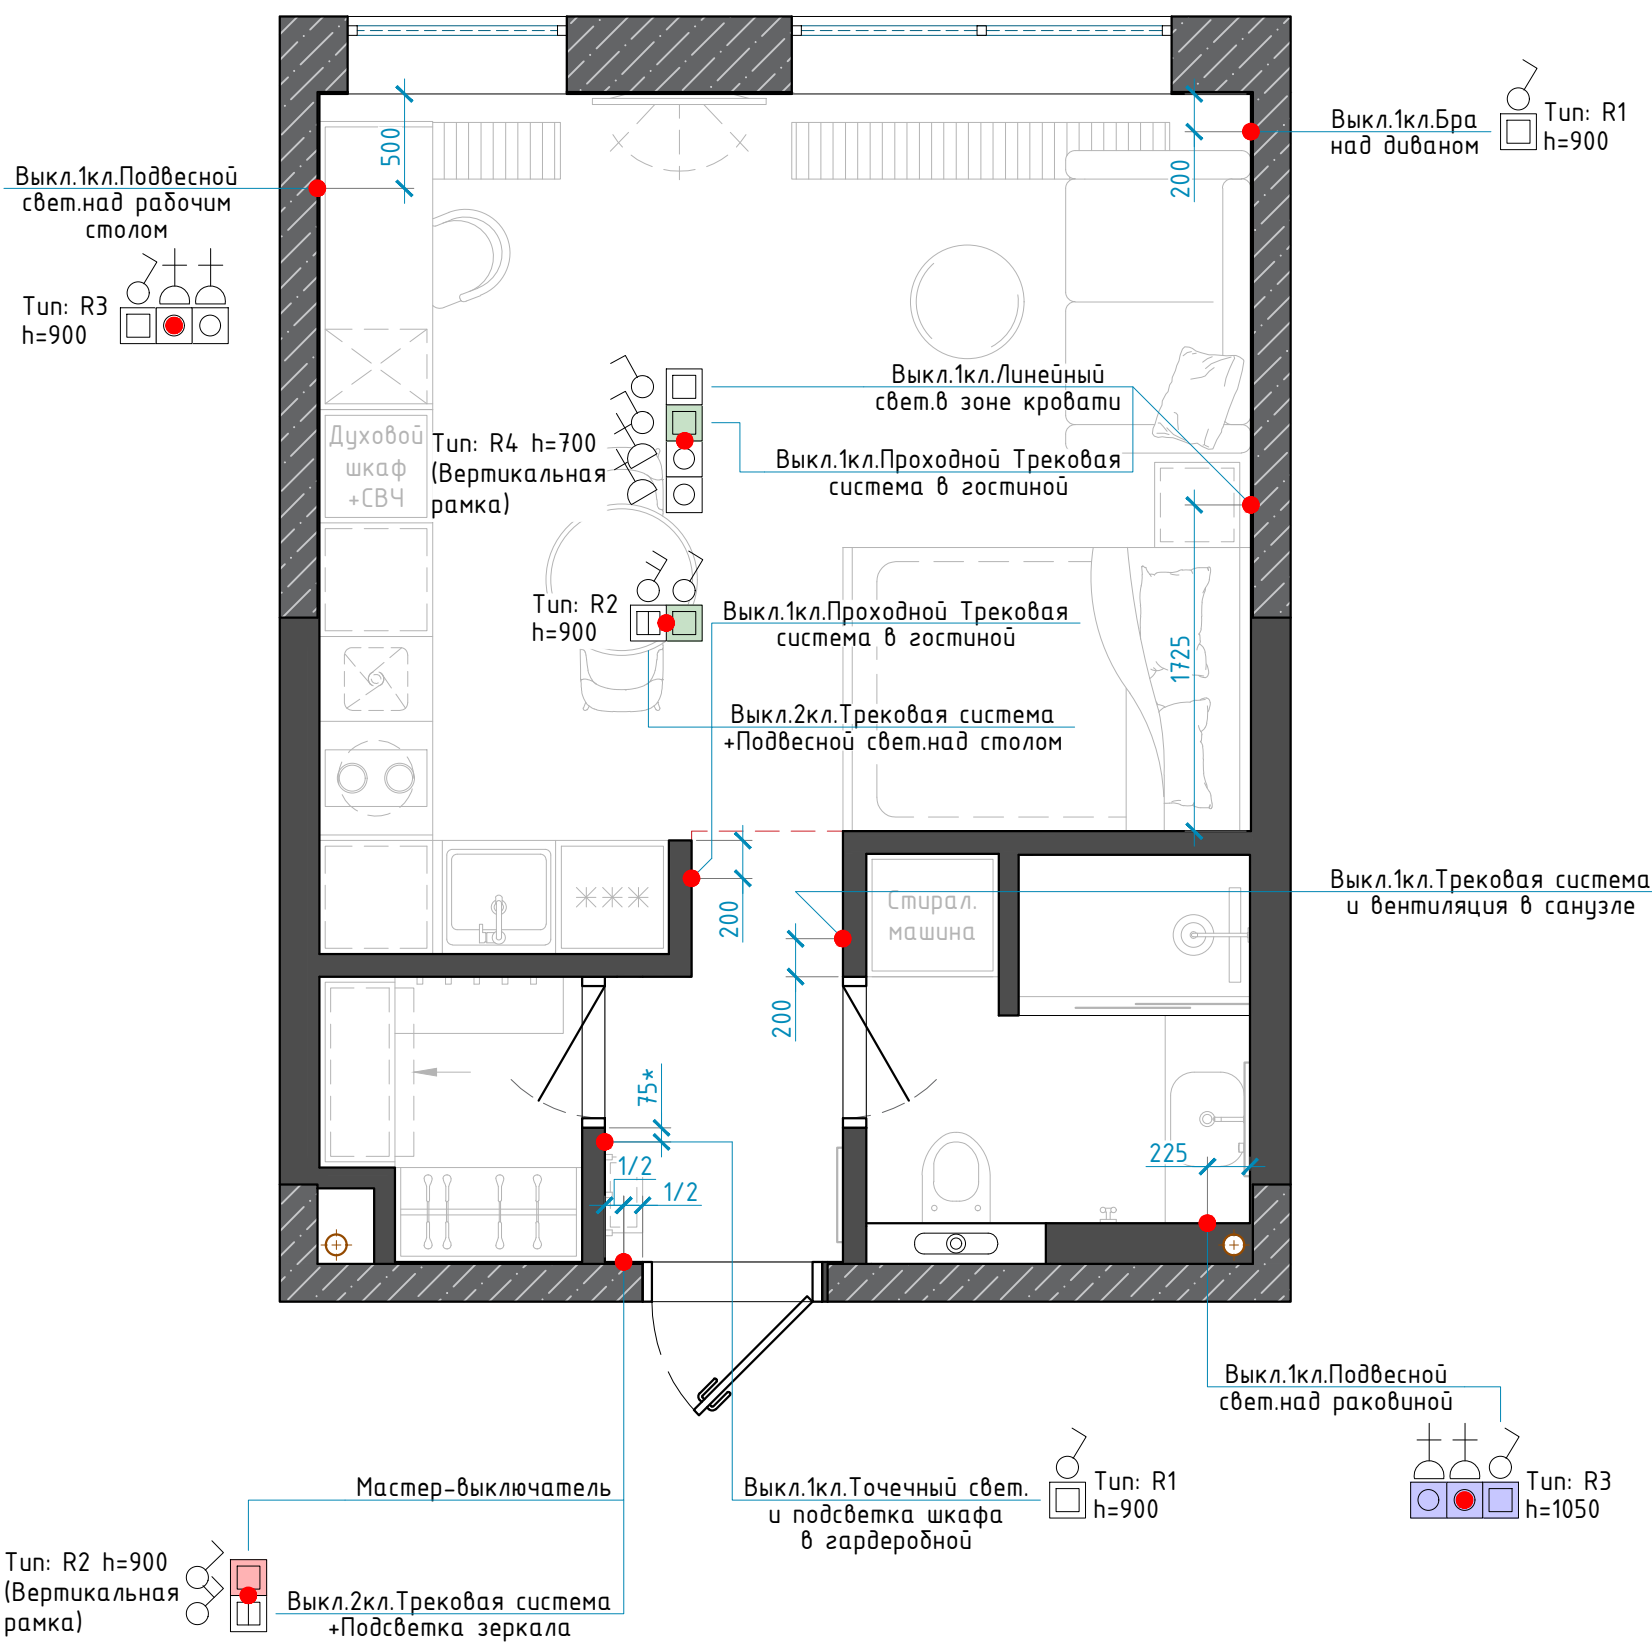 Выкл.1кл.Бра
над диваном
Тип: R1
h=900
500
200
Выкл.1кл.Подвесной
свет.над рабочим
столом
Тип: R3
h=900
Выкл.1кл.Линейный
свет.в зоне кровати
Духовой
шкаф
+СВЧ
Тип: R4 h=700
(Вертикальная
рамка)
Выкл.1кл.Проходной Трековая
система в гостиной
Тип: R2
h=900
Выкл.1кл.Проходной Трековая
система в гостиной
1725
Выкл.2кл.Трековая система
+Подвесной свет.над столом
200
Стирал.
машина
Выкл.1кл.Трековая система
и вентиляция в санузле
200
75*
1/2
1/2
225
Выкл.1кл.Подвесной
свет.над раковиной
Тип: R3
h=1050
Мастер-выключатель
Выкл.1кл.Точечный свет.
и подсветка шкафа
в гардеробной
Тип: R1
h=900
Тип: R2 h=900
(Вертикальная
рамка)
Выкл.2кл.Трековая система
+Подсветка зеркала